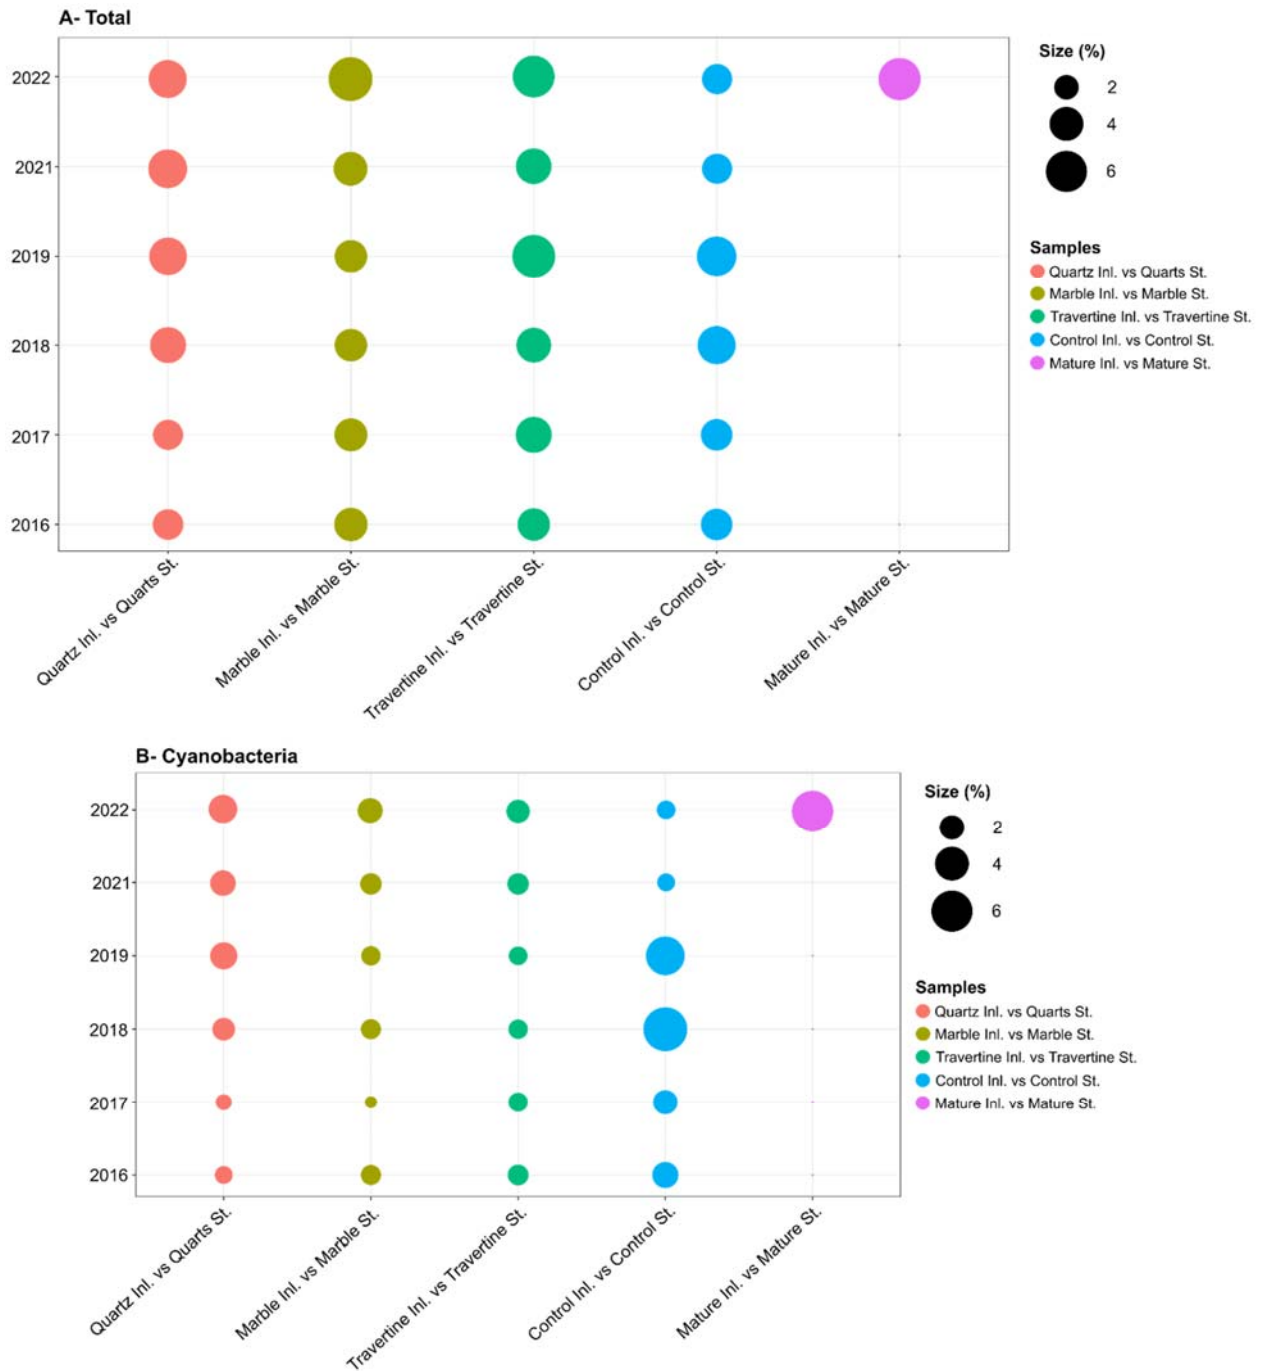 A- Total
2022
2021
2019
2018
2017
2016
Quartz Inl. vs Quarts St.
Marble Inl. vs Marble St.
Travertine Inl. vs Travertine St.
Control Inl. vs Control St.
Mature Inl. vs Mature St.
Size (%)
2
4
6
Samples
Quartz Inl. vs Quarts St.
Marble Inl. vs Marble St.
Travertine Inl. vs Travertine St.
Control Inl. vs Control St.
Mature Inl. vs Mature St.
B- Cyanobacteria
2022
2021
2019
2018
2017
2016
Quartz Inl. vs Quarts St.
Marble Inl. vs Marble St.
Travertine Inl. vs Travertine St.
Control Inl. vs Control St.
Mature Inl. vs Mature St.
Size (%)
2
4
6
Samples
Quartz Inl. vs Quarts St.
Marble Inl. vs Marble St.
Travertine Inl. vs Travertine St.
Control Inl. vs Control St.
Mature Inl. vs Mature St.